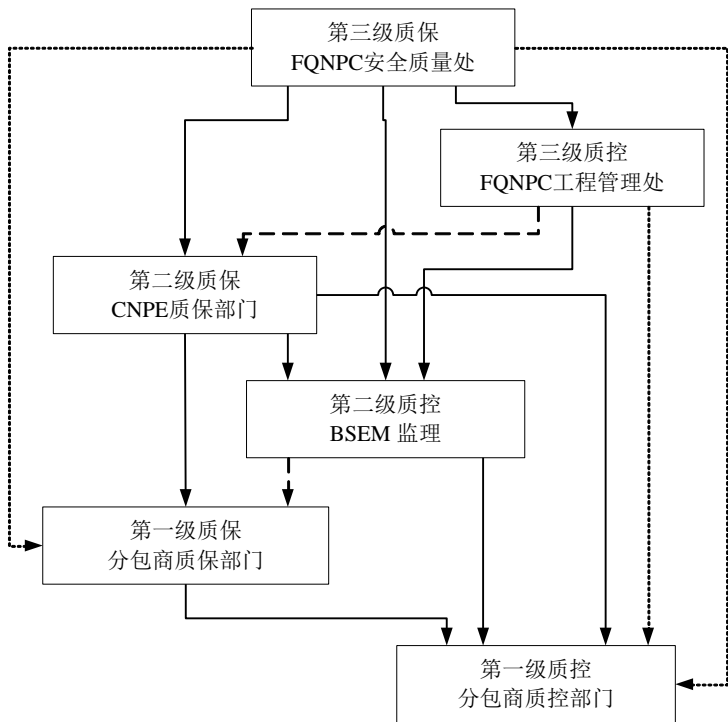 第三级质保
FQNPC安全质量处
第三级质控
FQNPC工程管理处
第二级质保
CNPE质保部门
第二级质控
BSEM 监理
第一级质保
分包商质保部门
第一级质控
分包商质控部门